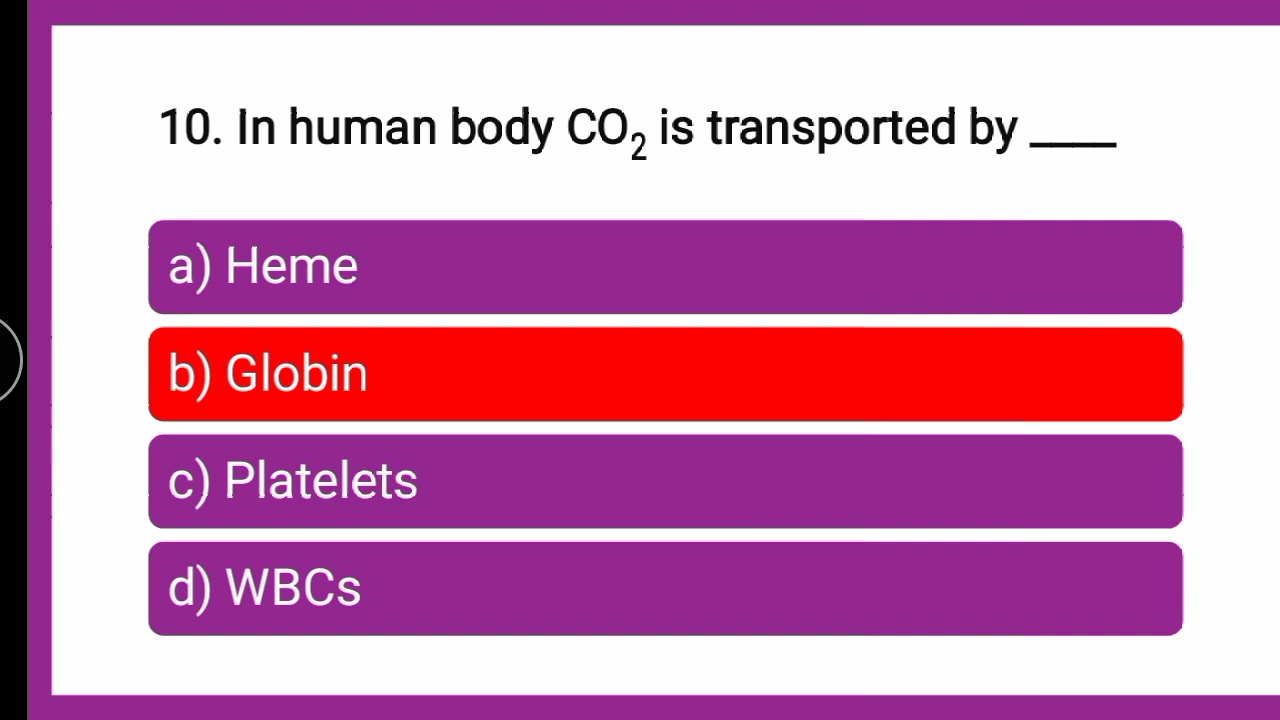 10. In human body CO₂ is transported by ____
a) Heme
b) Globin
c) Platelets
d) WBCs